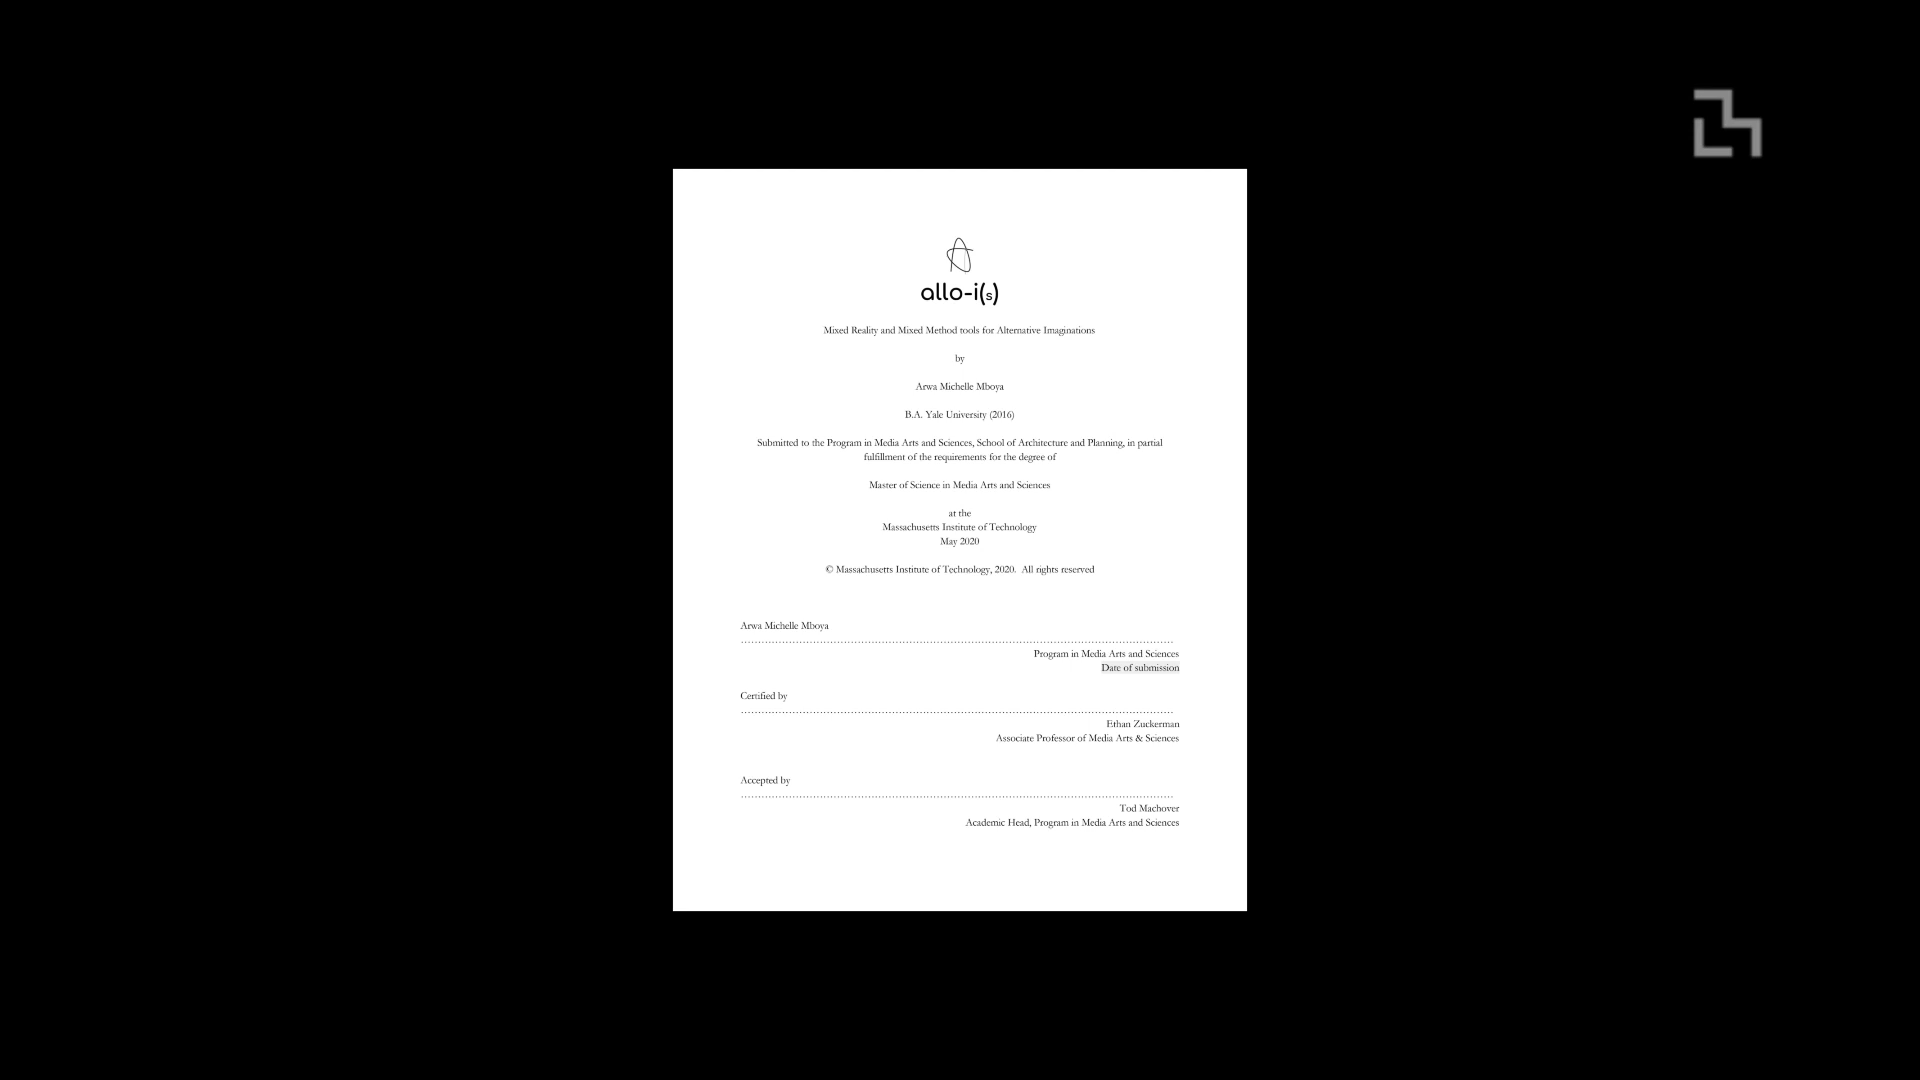 allo-i(s)
Mixed Reality and Mixed Method tools for Alternative Imaginations
by
Arwa Michelle Mboya
B.A. Yale University (2016)
Submitted to the Program in Media Arts and Sciences, School of Architecture and Planning, in partial
fulfillment of the requirements for the degree of
Master of Science in Media Arts and Sciences
at the
Massachusetts Institute of Technology
May 2020
© Massachusetts Institute of Technology, 2020.  All rights reserved
Arwa Michelle Mboya
................................................................................................................................
Program in Media Arts and Sciences
Date of submission
Certified by
................................................................................................................................
Ethan Zuckerman
Associate Professor of Media Arts & Sciences
Accepted by
................................................................................................................................
Tod Machover
Academic Head, Program in Media Arts and Sciences